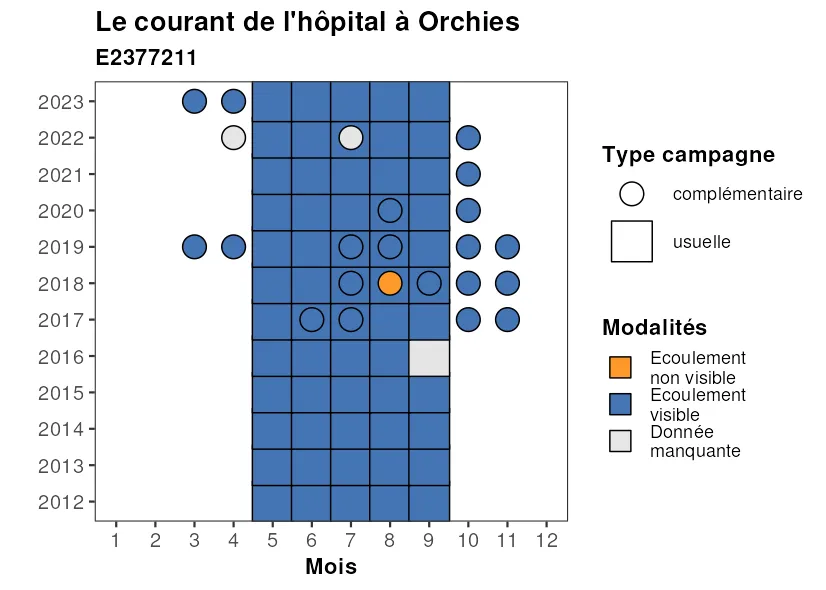 Le courant de l'hôpital à Orchies
E2377211
2023
2022
2021
2020
2019
2018
2017
2016
2015
2014
2013
2012
1 2 3 4 5 6 7 8 9 10 11 12
Mois
Type campagne
complémentaire
usuelle
Modalités
Ecoulement
non visible
Ecoulement
visible
Donnée
manquante